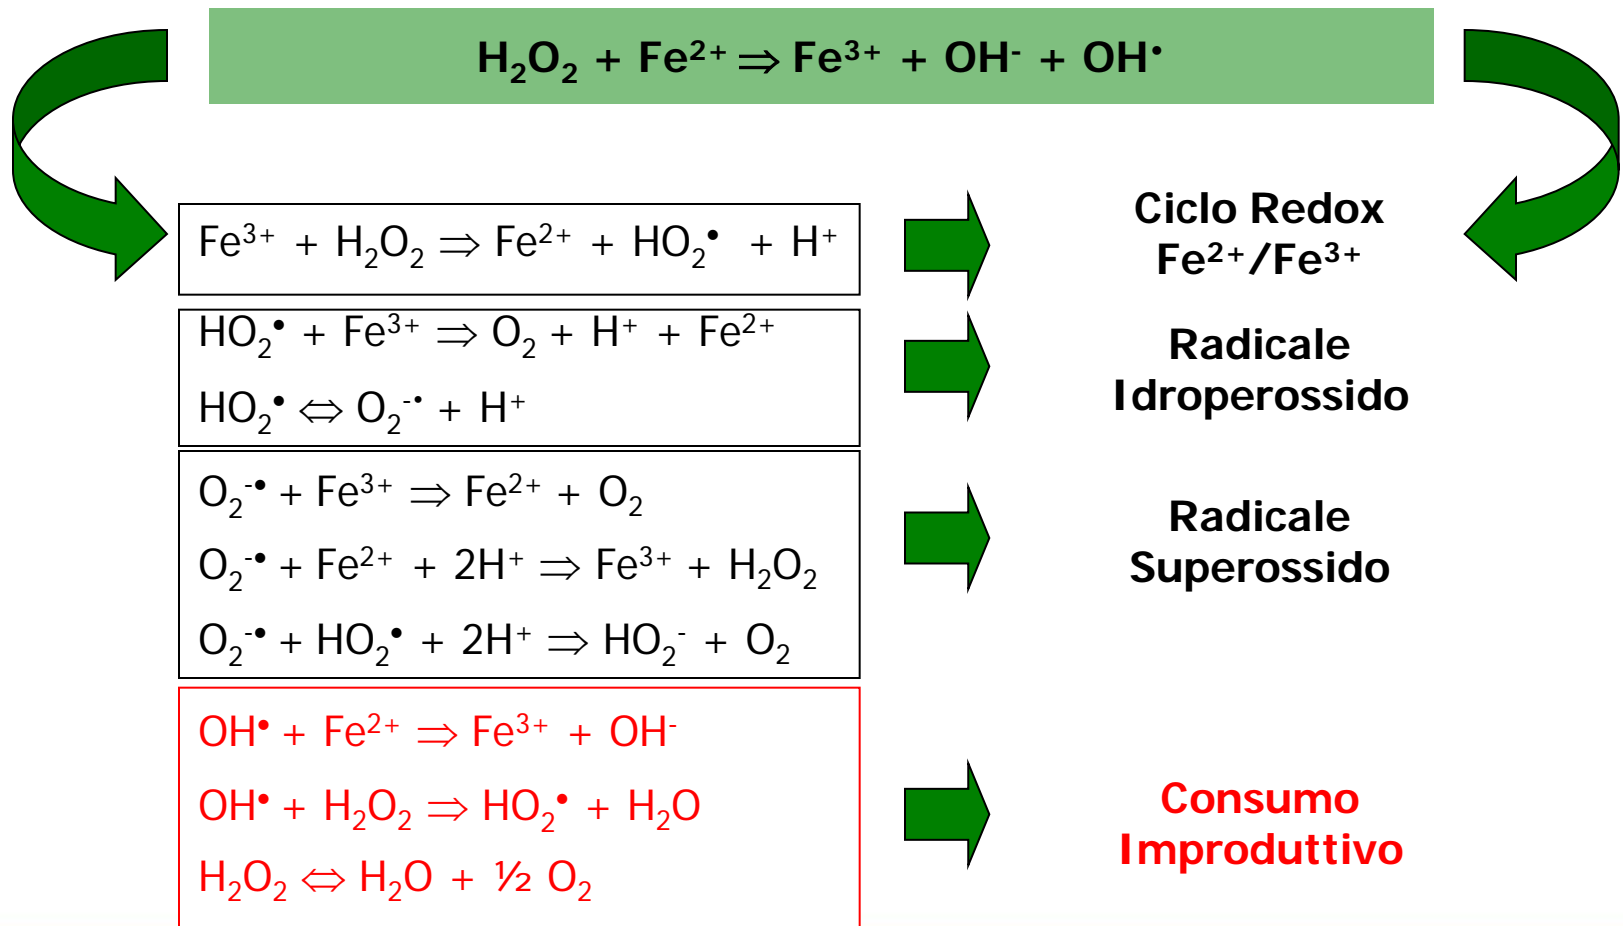 H₂O₂ + Fe²⁺ ⇒ Fe³⁺ + OH⁻ + OH•
Fe³⁺ + H₂O₂ ⇒ Fe²⁺ + HO₂• + H⁺
Ciclo Redox
Fe²⁺/Fe³⁺
HO₂• + Fe³⁺ ⇒ O₂ + H⁺ + Fe²⁺
HO₂• ⇔ O₂⁻• + H⁺
Radicale
Idroperossido
O₂⁻• + Fe³⁺ ⇒ Fe²⁺ + O₂
O₂⁻• + Fe²⁺ + 2H⁺ ⇒ Fe³⁺ + H₂O₂
O₂⁻• + HO₂• + 2H⁺ ⇒ HO₂⁻ + O₂
Radicale
Superossido
OH• + Fe²⁺ ⇒ Fe³⁺ + OH⁻
OH• + H₂O₂ ⇒ HO₂• + H₂O
H₂O₂ ⇔ H₂O + ½ O₂
Consumo
Improduttivo